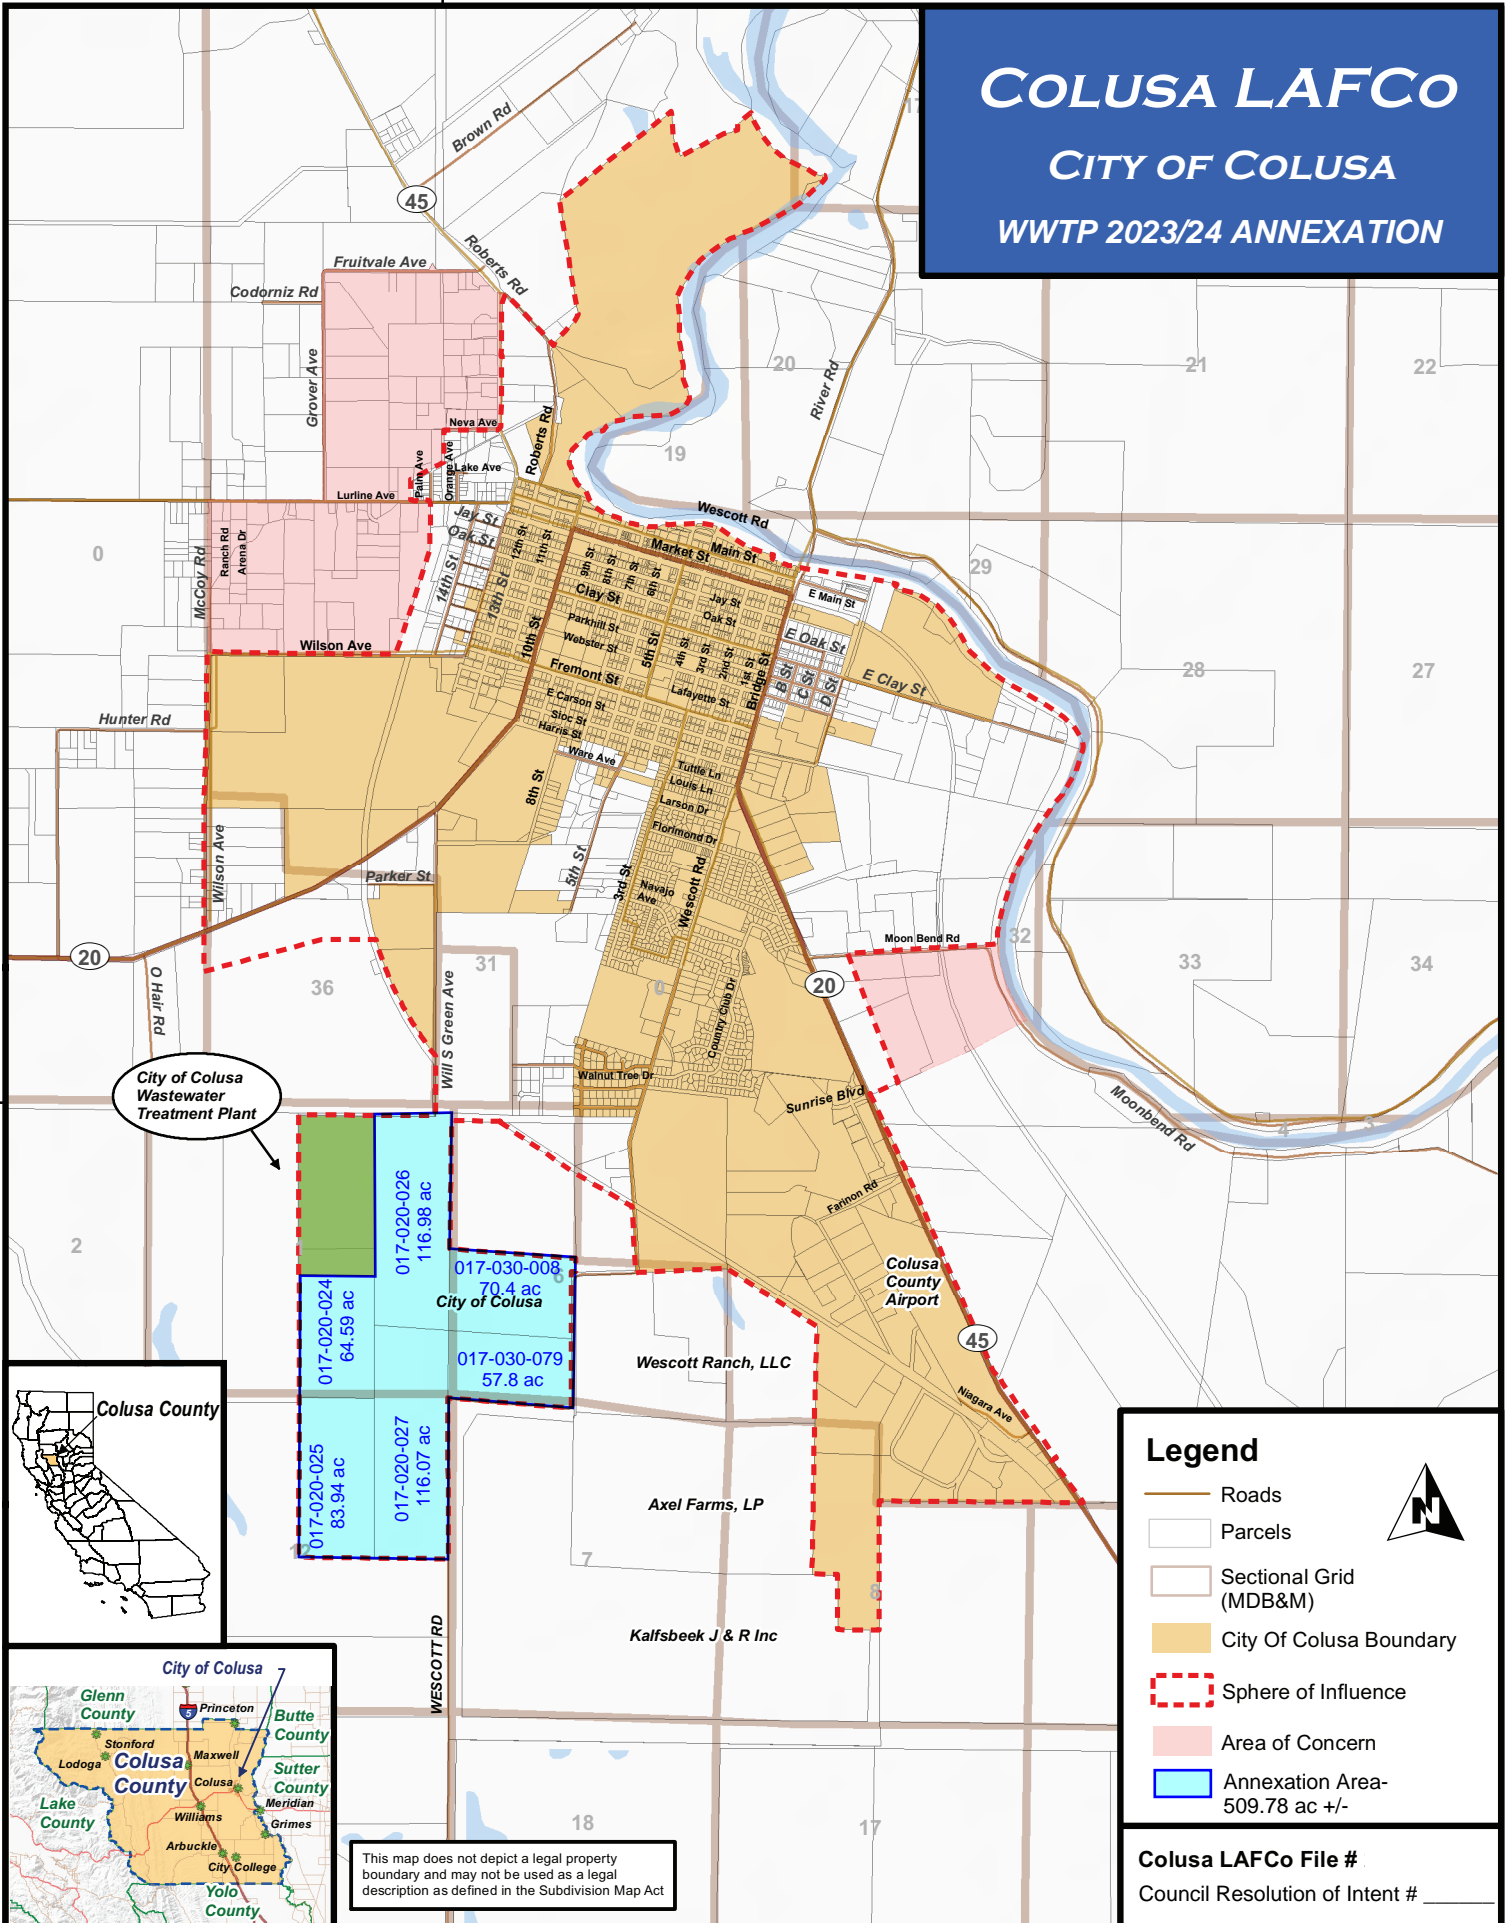 COLUSA LAFCO
CITY OF COLUSA
WWTP 2023/24 ANNEXATION
Brown Rd
45
Roberts Rd
Fruitvale Ave
Codorniz Rd
Grover Ave
Neva Ave
Roberts Rd
Palm Ave
Orange Ave
Lake Ave
Lurline Ave
20
21
22
19
River Rd
Wescott Rd
0
McCoy Rd
Ranch Rd
Arena Dr
Jay St
Oak St
14th St
13th St
12th St
11th St
10th St
9th St
8th St
7th St
6th St
Market St
Main St
Clay St
Jay St
Oak St
E Main St
29
Parkhill St
Webster St
5th St
4th St
3rd St
2nd St
1st St
Bridge St
E Oak St
B St
C St
D St
E Clay St
28
27
Wilson Ave
Fremont St
Lafayette St
Hunter Rd
E Carson St
Sioc St
Harris St
Ware Ave
8th St
Tuttle Ln
Louis Ln
Larson Dr
Florimond Dr
5th St
3rd St
Navajo
Ave
Wescott Rd
Wilson Ave
Parker St
20
O Hair Rd
36
31
Will S Green Ave
0
Country Club Dr
20
Moon Bend Rd
32
33
34
Walnut Tree Dr
Sunrise Blvd
Moonbend Rd
4
3
City of Colusa
Wastewater
Treatment Plant
2
017-020-026
116.98 ac
017-030-008
70.4 ac
6
City of Colusa
017-020-024
64.59 ac
017-030-079
57.8 ac
017-020-025
83.94 ac
017-020-027
116.07 ac
12
Farinon Rd
Colusa
County
Airport
45
Niagara Ave
Wescott Ranch, LLC
Axel Farms, LP
7
8
Kalfsbeek J & R Inc
WESCOTT RD
18
17
Colusa County
City of Colusa
Glenn
County
5
Princeton
Butte
County
Stonford
Lodoga
Colusa
County
Maxwell
Colusa
Sutter
County
Meridian
Lake
County
Williams
Grimes
Arbuckle
City College
Yolo
County
This map does not depict a legal property
boundary and may not be used as a legal
description as defined in the Subdivision Map Act
Legend
Roads
Parcels
N
Sectional Grid
(MDB&M)
City Of Colusa Boundary
Sphere of Influence
Area of Concern
Annexation Area-
509.78 ac +/-
Colusa LAFCo File #
Council Resolution of Intent # ______